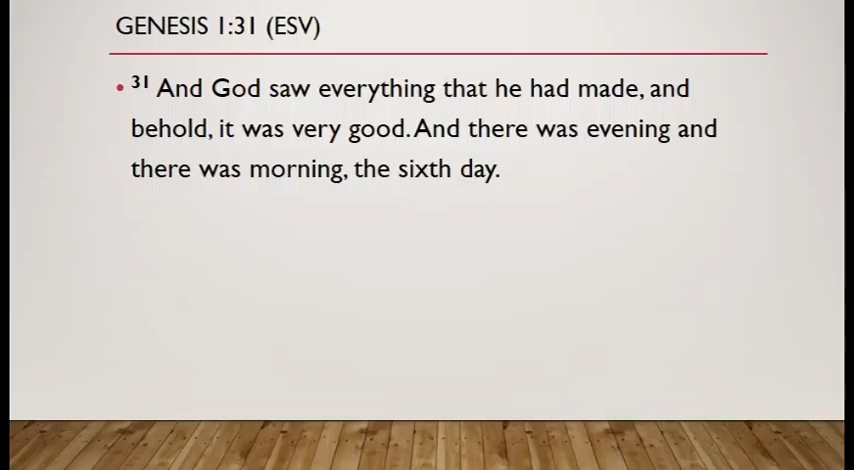 GENESIS 1:31 (ESV)
• 31 And God saw everything that he had made, and
behold, it was very good. And there was evening and
there was morning, the sixth day.